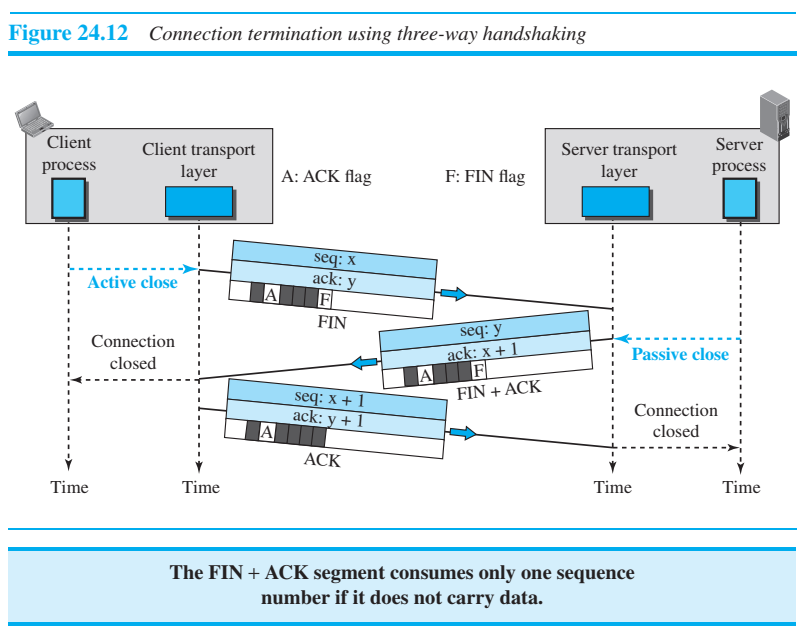 Figure 24.12 Connection termination using three-way handshaking
Client
process
Client transport
layer
A: ACK flag
F: FIN flag
Server transport
layer
Server
process
seq: x
ack: y
A
F
FIN
Active close
seq: y
ack: x + 1
A
F
FIN + ACK
Passive close
Connection
closed
seq: x + 1
ack: y + 1
A
ACK
Connection
closed
Time
Time
Time
Time
The FIN + ACK segment consumes only one sequence
number if it does not carry data.